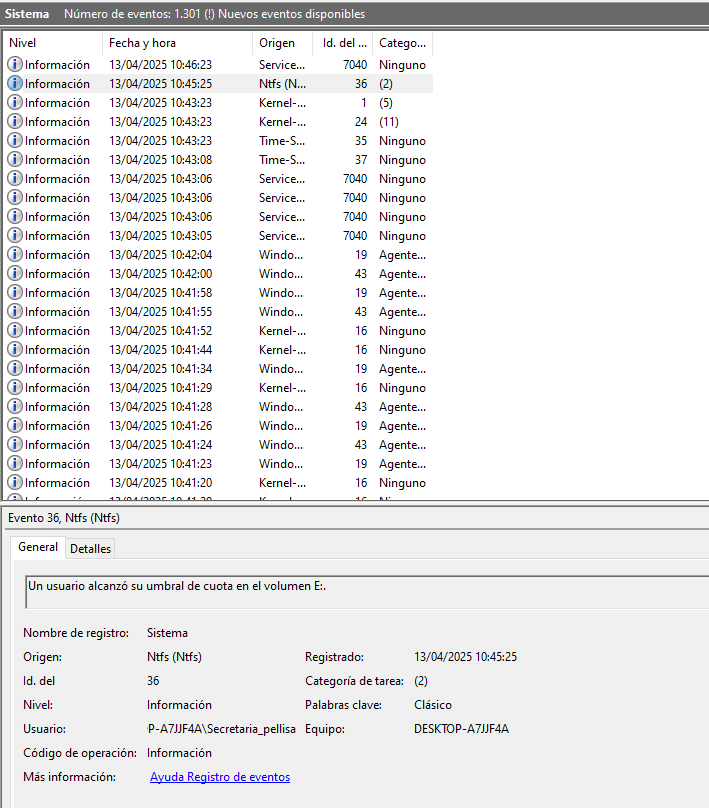 Sistema Número de eventos: 1.301 (!) Nuevos eventos disponibles
Nivel Fecha y hora Origen Id. del ... Catego...
Información 13/04/2025 10:46:23 Service... 7040 Ninguno
Información 13/04/2025 10:45:25 Ntfs (N... 36 (2)
Información 13/04/2025 10:43:23 Kernel-... 1 (5)
Información 13/04/2025 10:43:23 Kernel-... 24 (11)
Información 13/04/2025 10:43:23 Time-S... 35 Ninguno
Información 13/04/2025 10:43:08 Time-S... 37 Ninguno
Información 13/04/2025 10:43:06 Service... 7040 Ninguno
Información 13/04/2025 10:43:06 Service... 7040 Ninguno
Información 13/04/2025 10:43:06 Service... 7040 Ninguno
Información 13/04/2025 10:43:05 Service... 7040 Ninguno
Información 13/04/2025 10:42:04 Windo... 19 Agente...
Información 13/04/2025 10:42:00 Windo... 43 Agente...
Información 13/04/2025 10:41:58 Windo... 19 Agente...
Información 13/04/2025 10:41:55 Windo... 43 Agente...
Información 13/04/2025 10:41:52 Kernel-... 16 Ninguno
Información 13/04/2025 10:41:44 Kernel-... 16 Ninguno
Información 13/04/2025 10:41:34 Windo... 19 Agente...
Información 13/04/2025 10:41:29 Kernel-... 16 Ninguno
Información 13/04/2025 10:41:28 Windo... 43 Agente...
Información 13/04/2025 10:41:26 Windo... 19 Agente...
Información 13/04/2025 10:41:24 Windo... 43 Agente...
Información 13/04/2025 10:41:23 Windo... 19 Agente...
Información 13/04/2025 10:41:20 Kernel-... 16 Ninguno
Evento 36, Ntfs (Ntfs)
General Detalles
Un usuario alcanzó su umbral de cuota en el volumen E:.
Nombre de registro: Sistema
Origen: Ntfs (Ntfs) Registrado: 13/04/2025 10:45:25
Id. del 36 Categoría de tarea: (2)
Nivel: Información Palabras clave: Clásico
Usuario: P-A7JJF4A\Secretaria_pellisa Equipo: DESKTOP-A7JJF4A
Código de operación: Información
Más información: Ayuda Registro de eventos